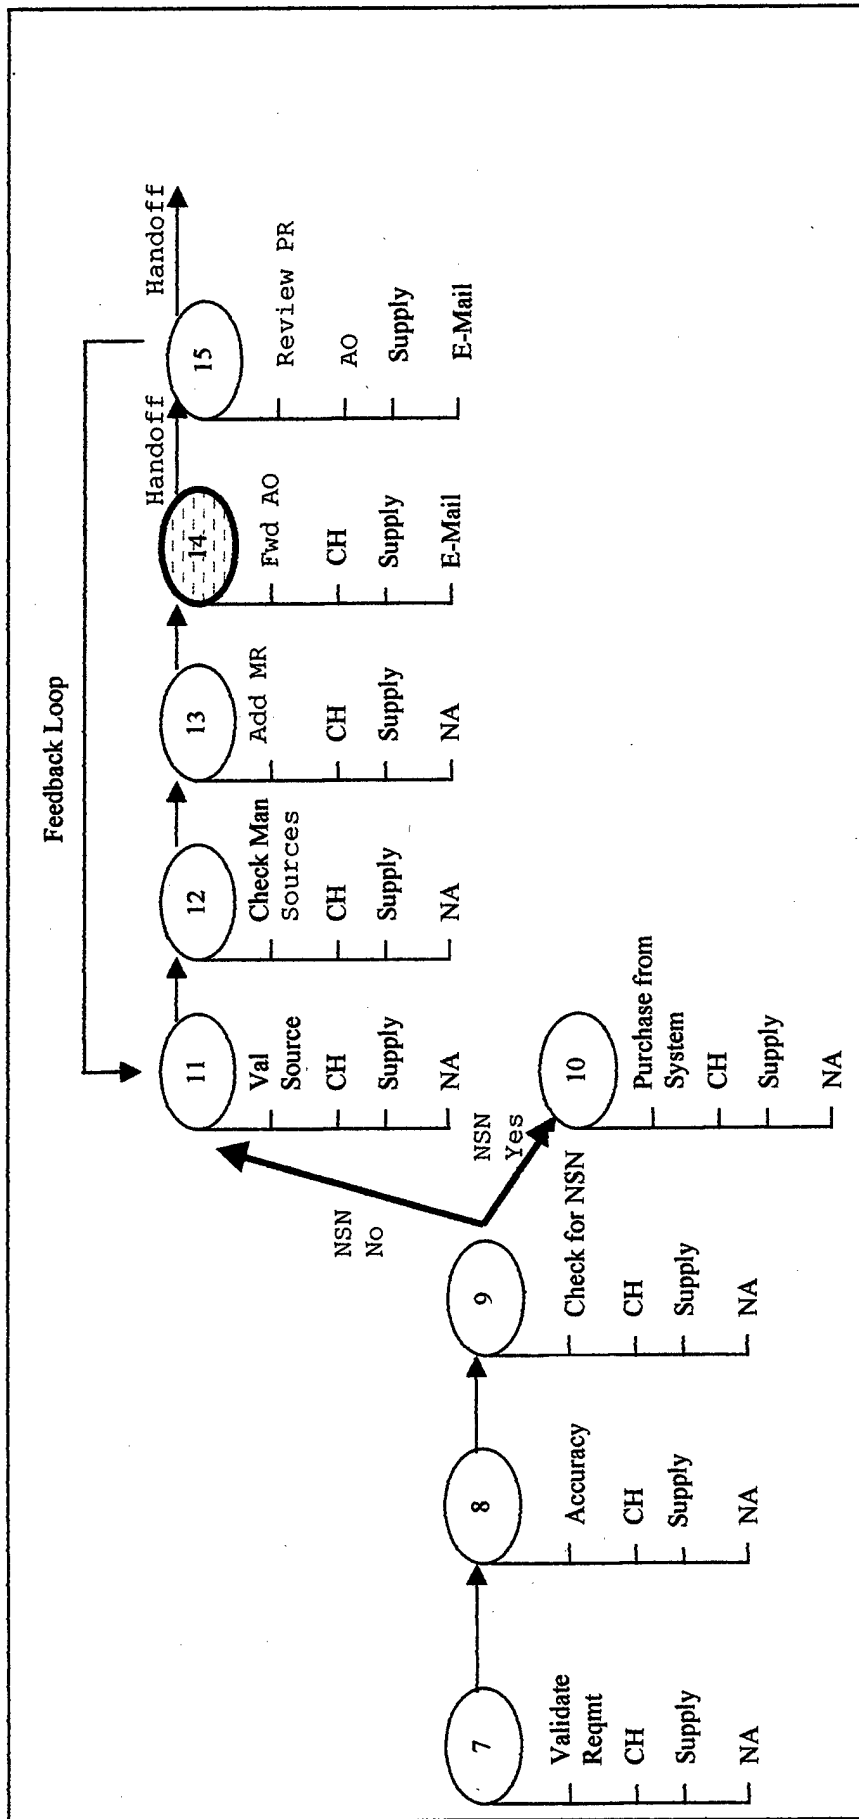 Feedback Loop
Handoff
Handoff
11
Val
Source
CH
Supply
NA
12
Check Man
Sources
CH
Supply
NA
13
Add MR
CH
Supply
NA
14
Fwd AO
CH
Supply
E-Mail
15
Review PR
AO
Supply
E-Mail
NSN
No
NSN
Yes
7
Validate
Reqmt
CH
Supply
NA
8
Accuracy
CH
Supply
NA
9
Check for NSN
CH
Supply
NA
10
Purchase from
System
CH
Supply
NA